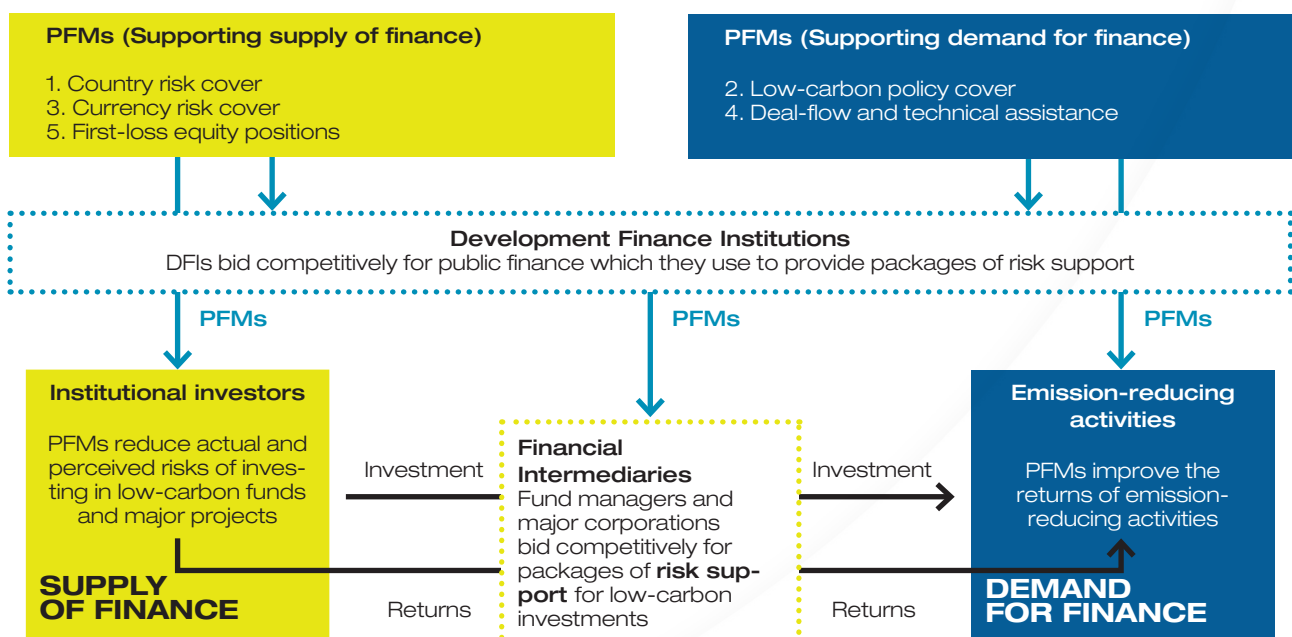 PFMs (Supporting supply of finance)
1. Country risk cover
3. Currency risk cover
5. First-loss equity positions
PFMs (Supporting demand for finance)
2. Low-carbon policy cover
4. Deal-flow and technical assistance
Development Finance Institutions
DFIs bid competitively for public finance which they use to provide packages of risk support
PFMs
PFMs
PFMs
Institutional investors
PFMs reduce actual and
perceived risks of inves-
ting in low-carbon funds
and major projects
SUPPLY
OF FINANCE
Investment
Returns
Financial
Intermediaries
Fund managers and
major corporations
bid competitively for
packages of risk sup-
port for low-carbon
investments
Investment
Returns
Emission-reducing
activities
PFMs improve the
returns of emission-
reducing activities
DEMAND
FOR FINANCE